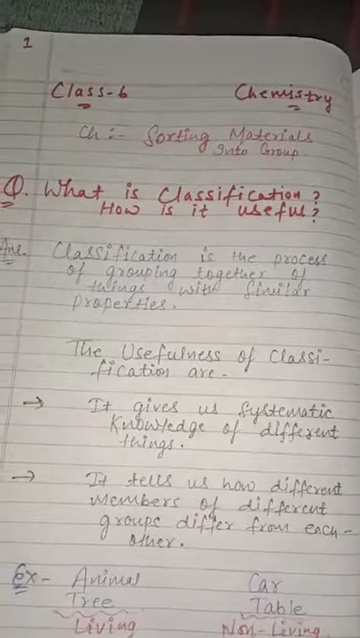 1
Class-6 Chemistry
Ch :- Sorting Materials
Into Group
Q. What is Classification?
How is it useful?
Ans. Classification is the process
of grouping together of
things with Similar
properties.
The Usefulness of Classi-
fication are -
→ It gives us Systematic
Knowledge of different
things.
→ It tells us how different
members of different
groups differ from each-
other.
Ex- Animal Car
Tree Table
Living Non-Living